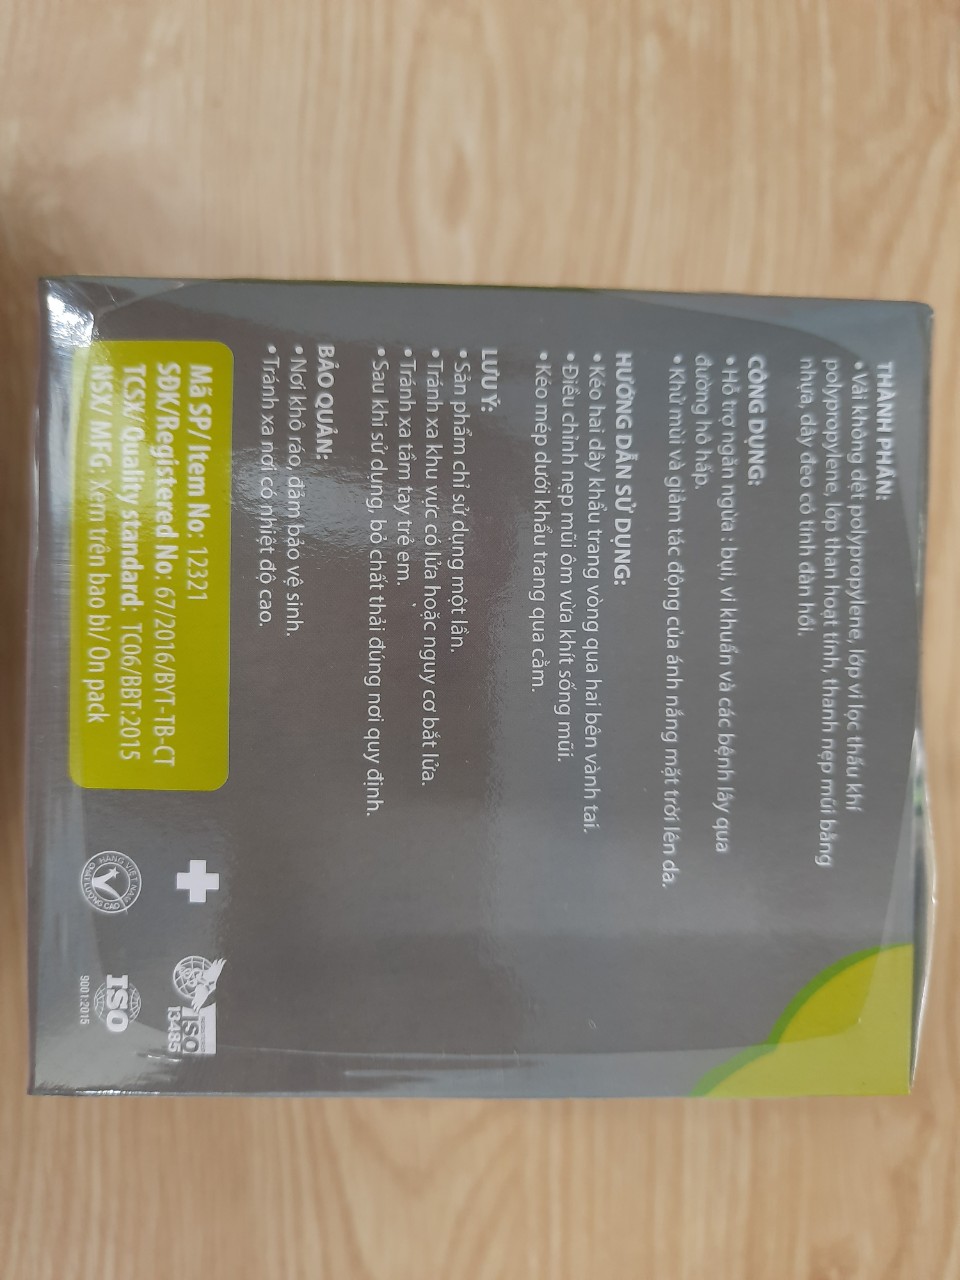 THÀNH PHẦN:
• Vải không dệt polypropylene, lớp vi lọc thấu khí
polypropylene, lớp than hoạt tính, thanh nẹp mũi bằng
nhựa, dây đeo có tính đàn hồi.
CÔNG DỤNG:
• Hỗ trợ ngăn ngừa : bụi, vi khuẩn và các bệnh lây qua
đường hô hấp.
• Khử mùi và giảm tác động của ánh nắng mặt trời lên da.
HƯỚNG DẪN SỬ DỤNG:
• Kéo hai dây khẩu trang vòng qua hai bên vành tai.
• Điều chỉnh nẹp mũi ôm vừa khít sống mũi.
• Kéo mép dưới khẩu trang qua cằm.
LƯU Ý:
• Sản phẩm chỉ sử dụng một lần.
• Tránh xa khu vực có lửa hoặc nguy cơ bắt lửa.
• Tránh xa tầm tay trẻ em.
• Sau khi sử dụng, bỏ chất thải đúng nơi quy định.
BẢO QUẢN:
• Nơi khô ráo, đảm bảo vệ sinh.
• Tránh xa nơi có nhiệt độ cao.
Mã SP/ Item No: 12321
SĐK/Registered No: 67/2016/BYT-TB-CT
TCSX/Quality standard: TC06/BBT:2015
NSX/ MFG: Xem trên bao bì/ On pack
HÀNG VIỆT NAM
CHẤT LƯỢNG CAO
ISO
13485
ISO
9001:2015